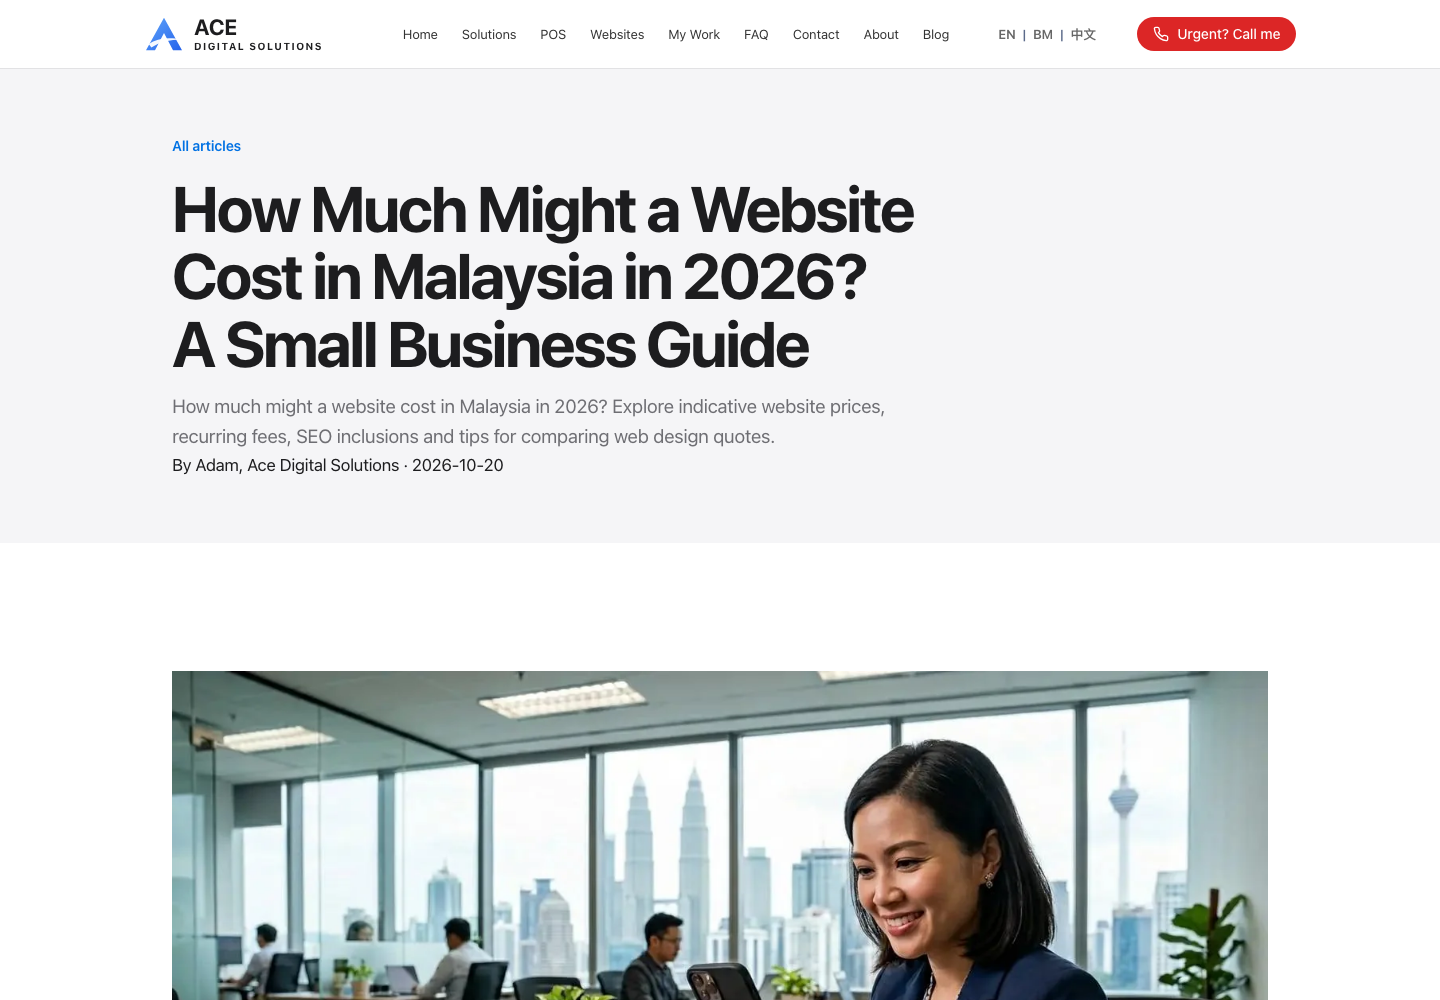 ACE
DIGITAL SOLUTIONS
Home Solutions POS Websites My Work FAQ Contact About Blog
EN | BM | 中文
Urgent? Call me
All articles
How Much Might a Website
Cost in Malaysia in 2026?
A Small Business Guide
How much might a website cost in Malaysia in 2026? Explore indicative website prices,
recurring fees, SEO inclusions and tips for comparing web design quotes.
By Adam, Ace Digital Solutions · 2026-10-20